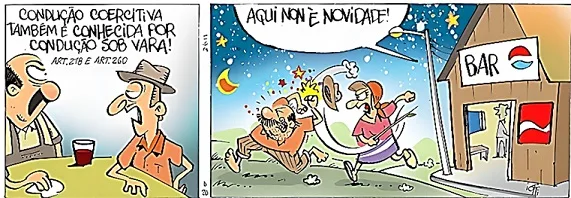 CONDUÇÃO COERCITIVA
TAMBÉM É CONHECIDA POR
CONDUÇÃO SOB VARA!
ART.218 E ART.260
AQUI NON È NOVIDADE!
BAR